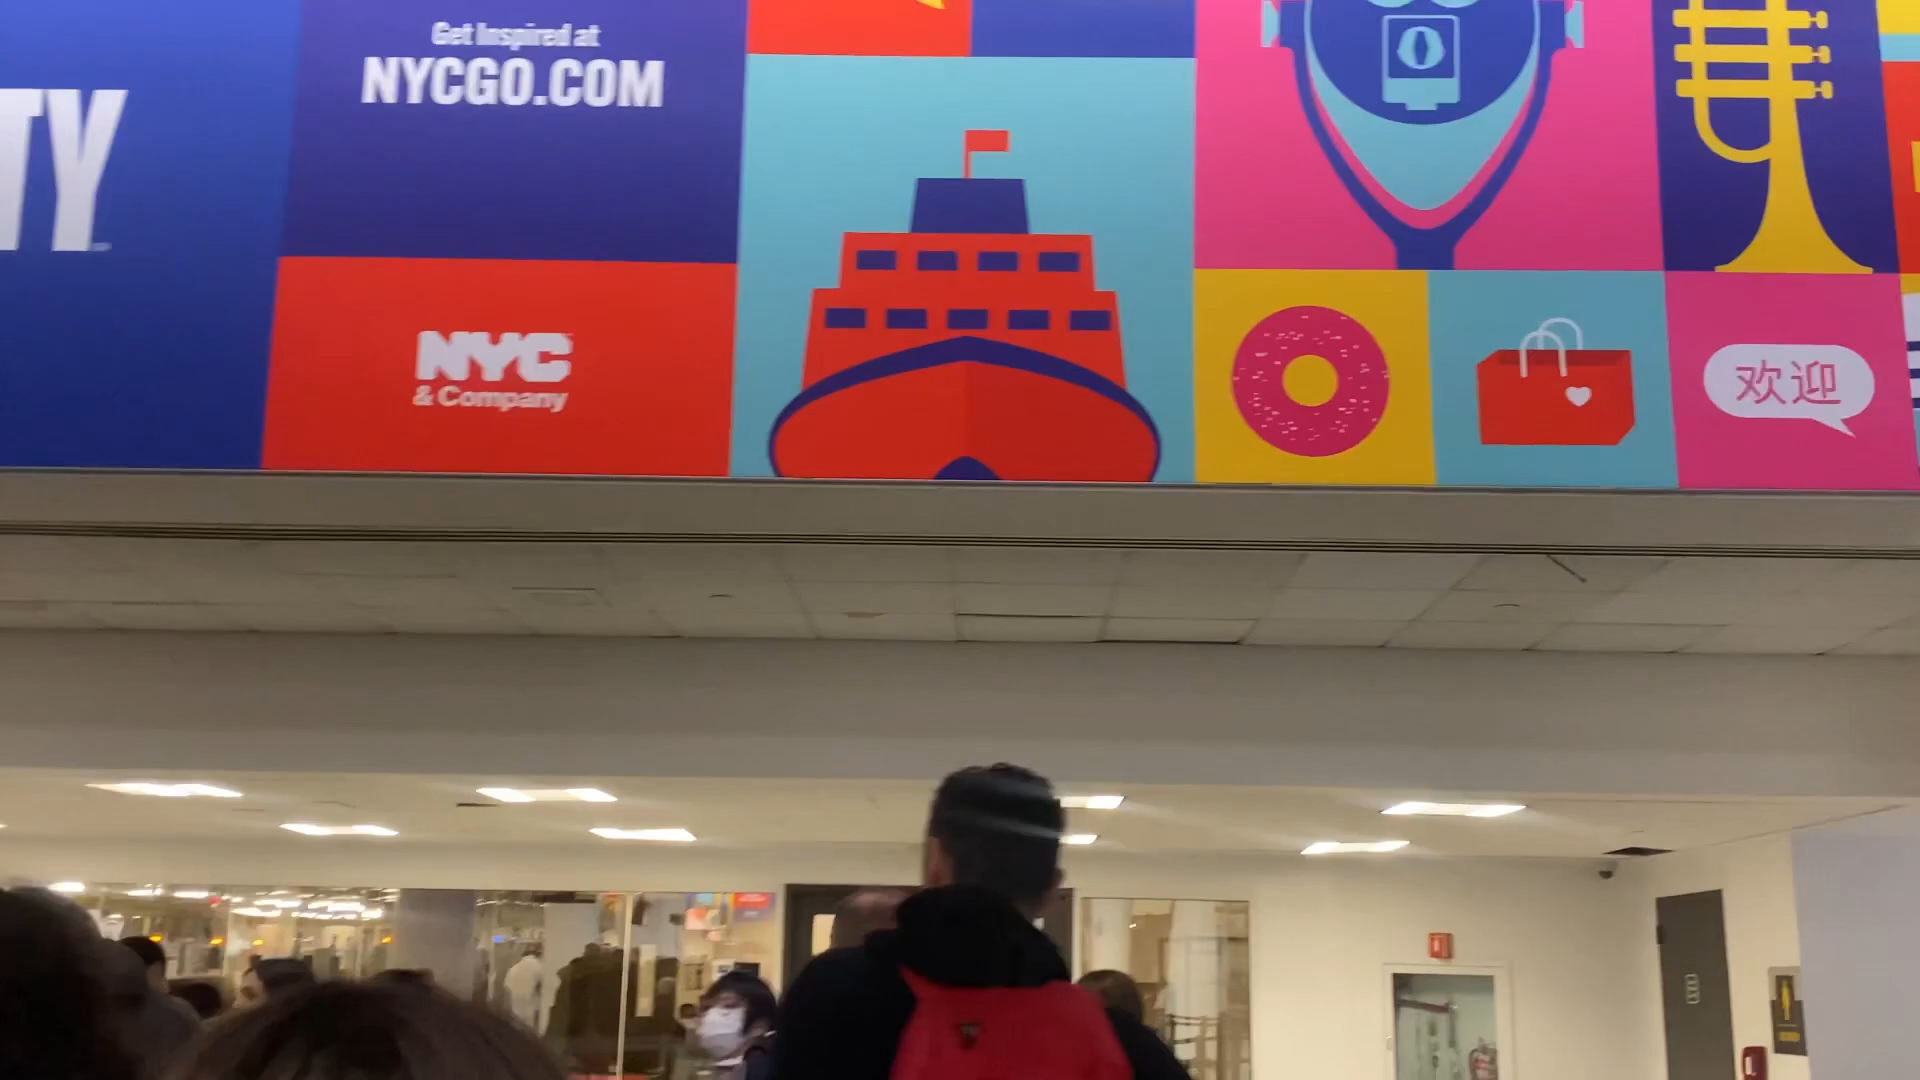 TY
Get Inspired at
NYCGO.COM
NYC
& Company
欢迎